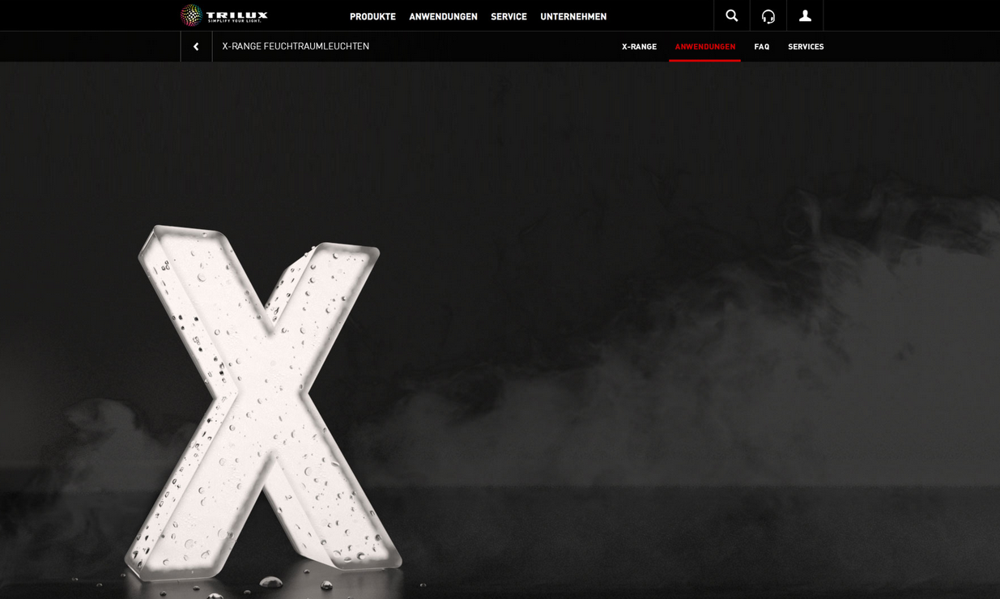 TRILUX
SIMPLIFY YOUR LIGHT.
PRODUKTE ANWENDUNGEN SERVICE UNTERNEHMEN
X-RANGE FEUCHTRAUMLEUCHTEN
X-RANGE ANWENDUNGEN FAQ SERVICES
X